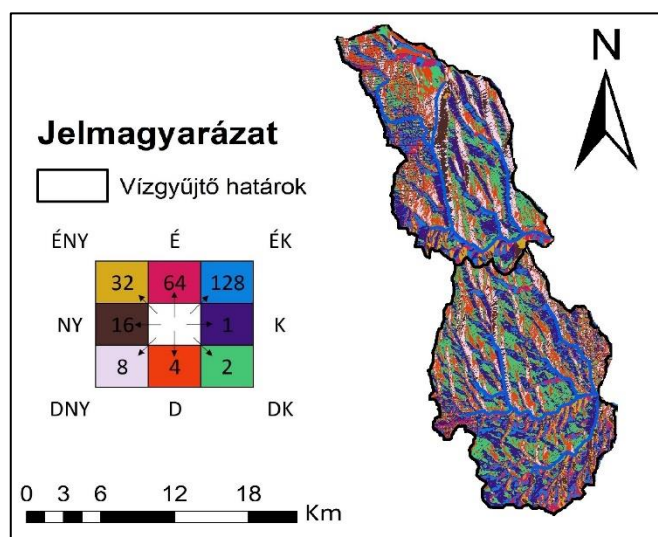 N
Jelmagyarázat
Vízgyűjtő határok
ÉNY É ÉK
32 64 128
NY 16 1 K
8 4 2
DNY D DK
0 3 6 12 18
Km